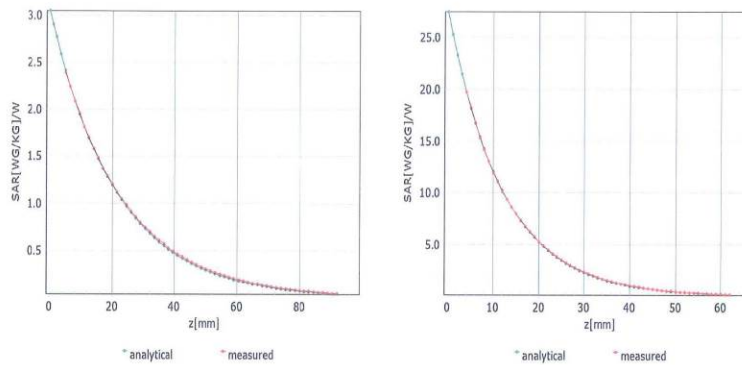 3.0
2.5
2.0
1.5
1.0
0.5
SAR[WG/KG]/W
0 20 40 60 80
z[mm]
analytical measured
25.0
20.0
15.0
10.0
5.0
SAR[WG/KG]/W
0 10 20 30 40 50 60
z[mm]
analytical measured